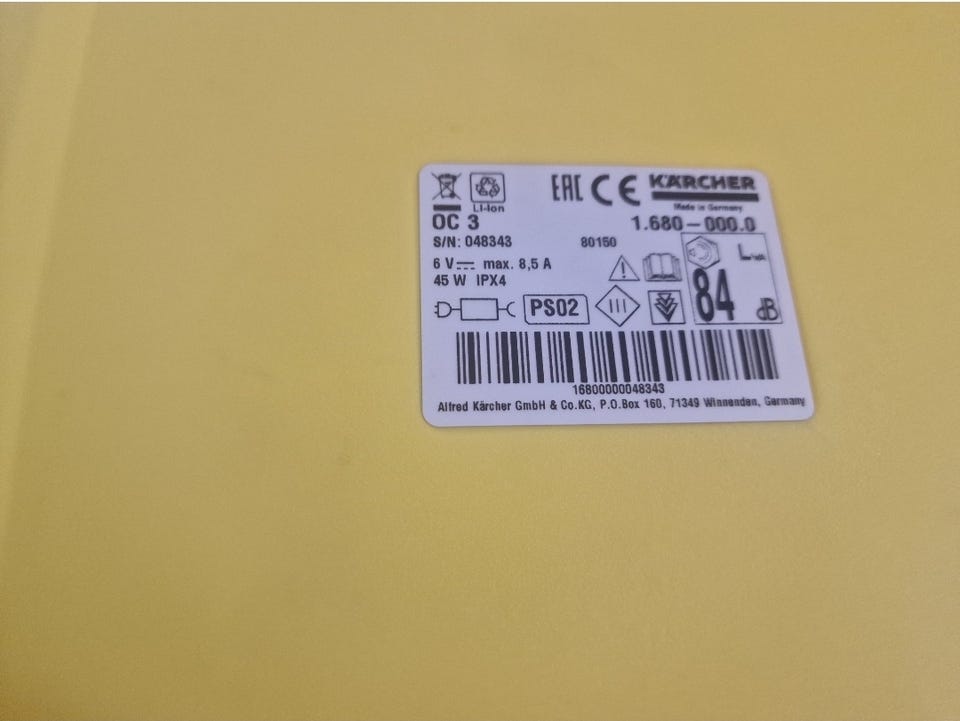 EAC CE KÄRCHER
Li-Ion
Made in Germany
OC 3
1.680-000.0
S/N: 048343
80150
6 V max. 8,5 A
45 W IPX4
PS02
III
84 dB
16800000048343
Alfred Kärcher GmbH & Co.KG, P.O.Box 160, 71349 Winnenden, Germany